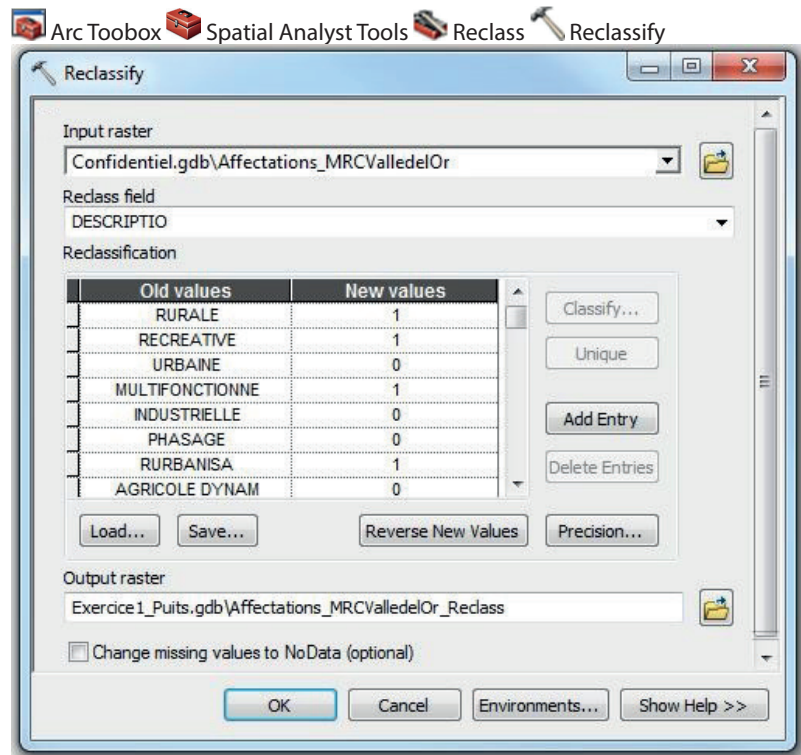 Arc Toobox Spatial Analyst Tools Reclass Reclassify
Reclassify
Input raster
Confidentiel.gdb\Affectations_MRCValledelOr
Reclass field
DESCRIPTIO
Reclassification
Old values New values
RURALE 1
RECREATIVE 1
URBAINE 0
MULTIFONCTIONNE 1
INDUSTRIELLE 0
PHASAGE 0
RURBANISA 1
AGRICOLE DYNAM 0
Classify...
Unique
Add Entry
Delete Entries
Load... Save... Reverse New Values Precision...
Output raster
Exercice1_Puits.gdb\Affectations_MRCValledelOr_Reclass
Change missing values to NoData (optional)
OK Cancel Environments... Show Help >>